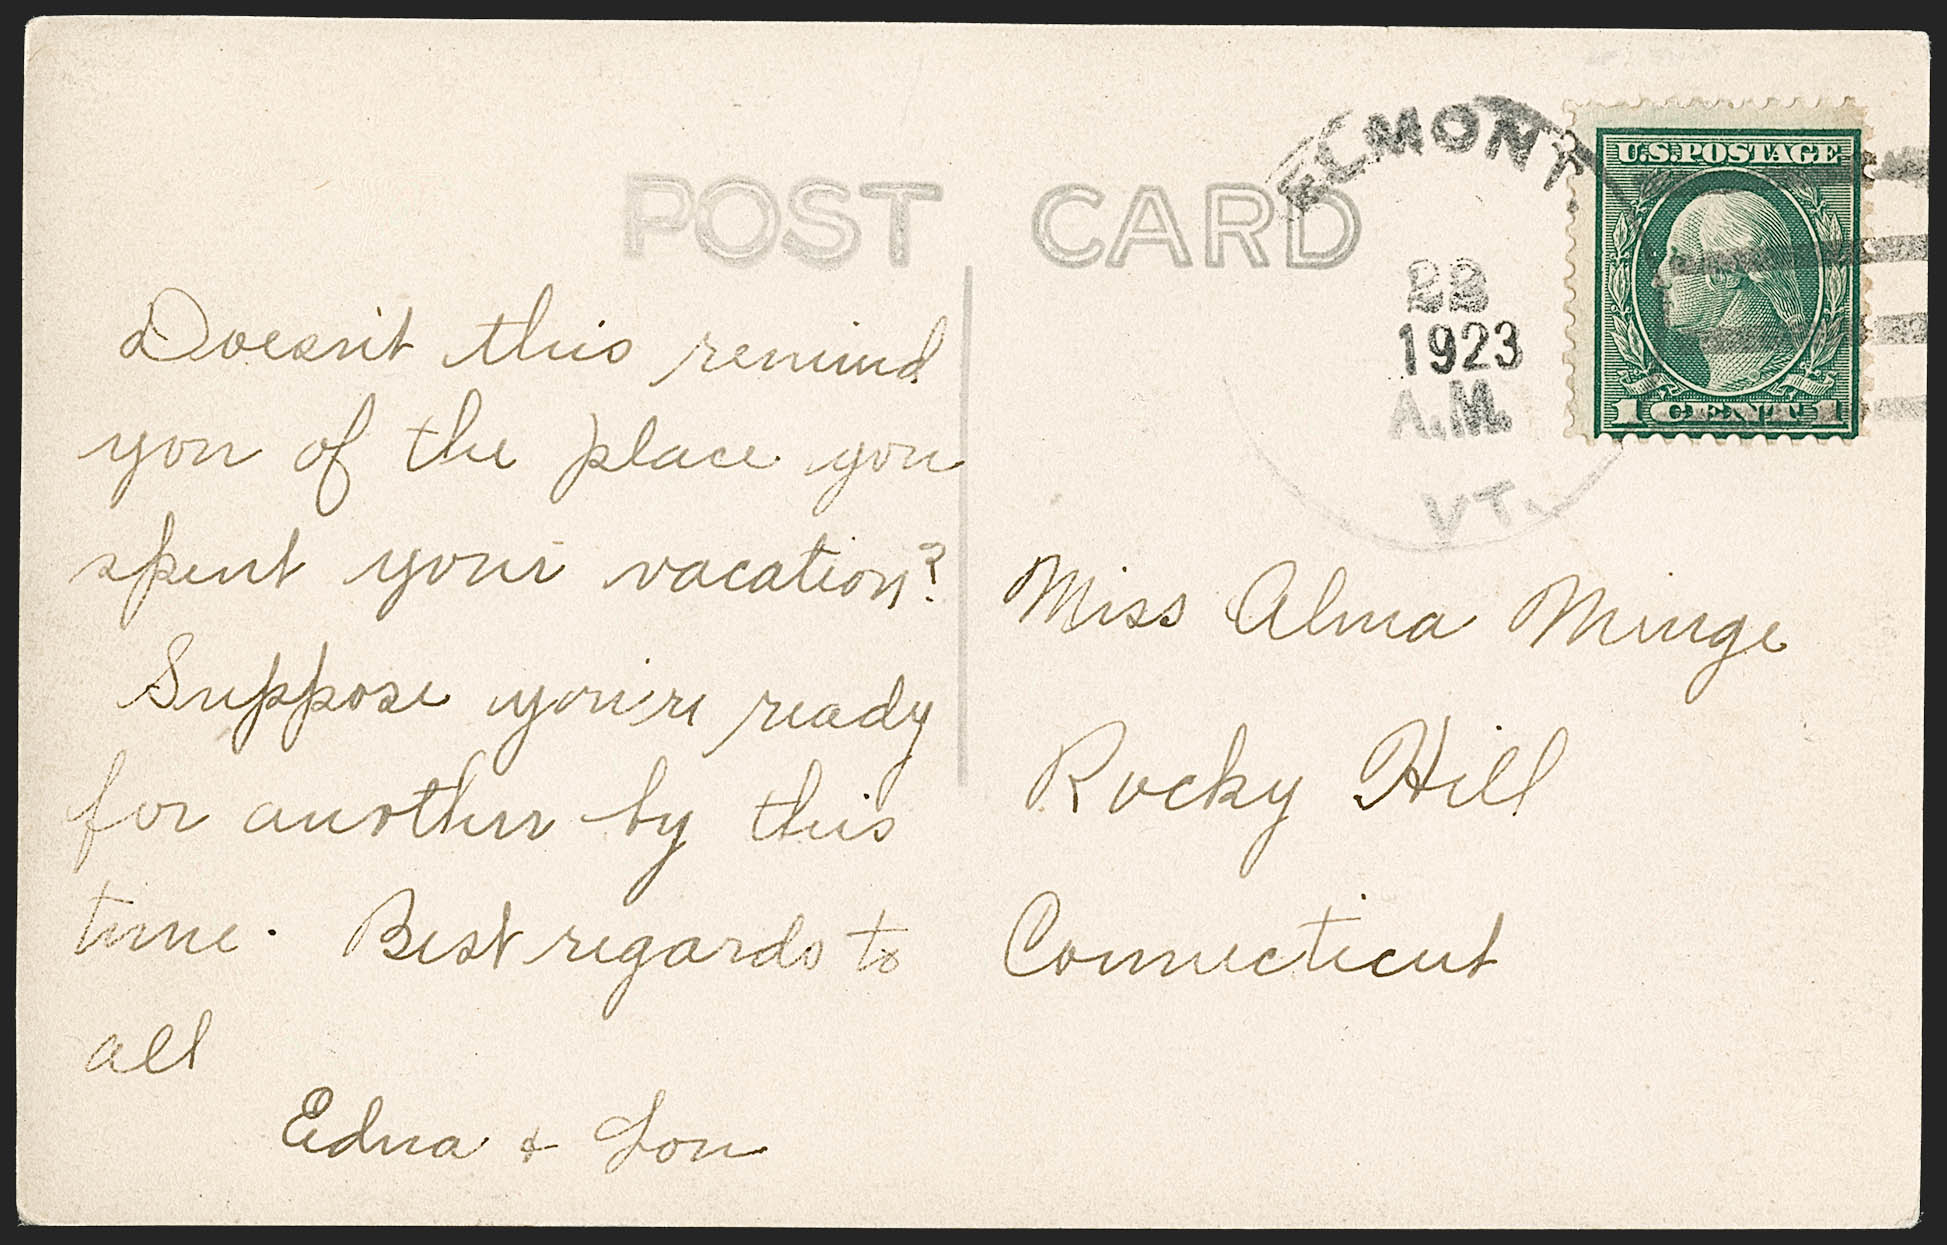 POST CARD
ELMONT
22
1923
A.M.
VT.
U.S. POSTAGE
1 CENT 1
Doesn't this remind
you of the place you
spent your vacation?
Suppose you're ready
for another by this
time. Best regards to
all
Edna & Lon
Miss Alma Minge
Rocky Hill
Connecticut